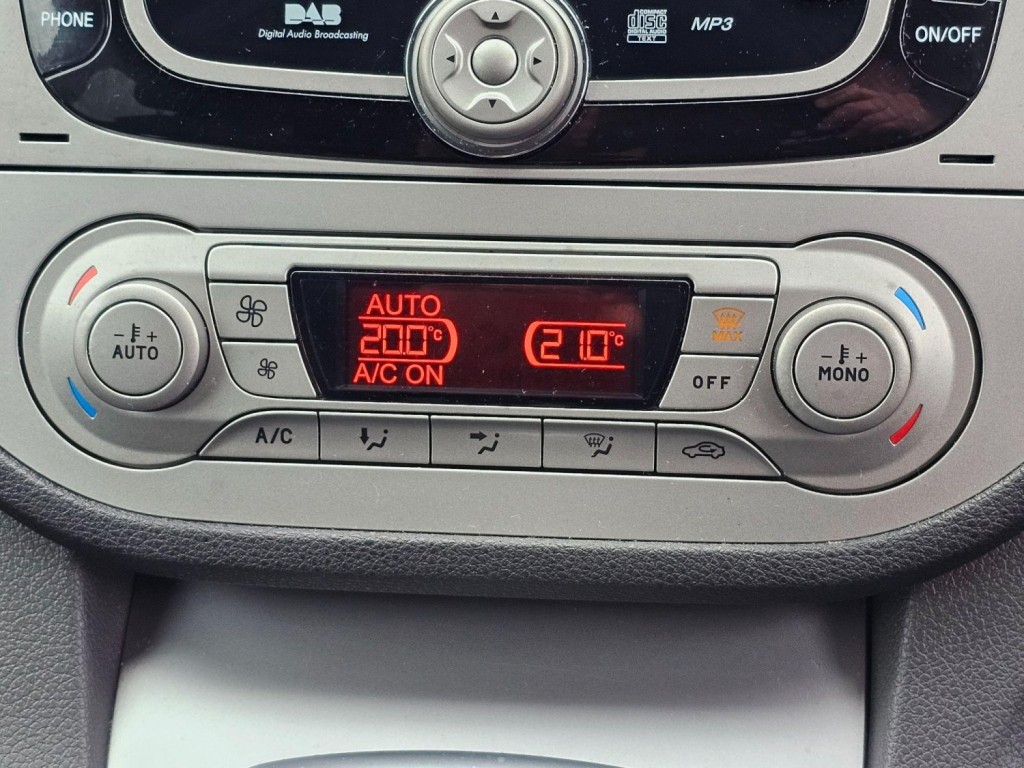 PHONE
DAB
Digital Audio Broadcasting
COMPACT
disc
DIGITAL AUDIO
TEXT
MP3
ON/OFF
AUTO
20.0°C
A/C ON
21.0°C
MAX
- +
AUTO
- +
MONO
OFF
A/C